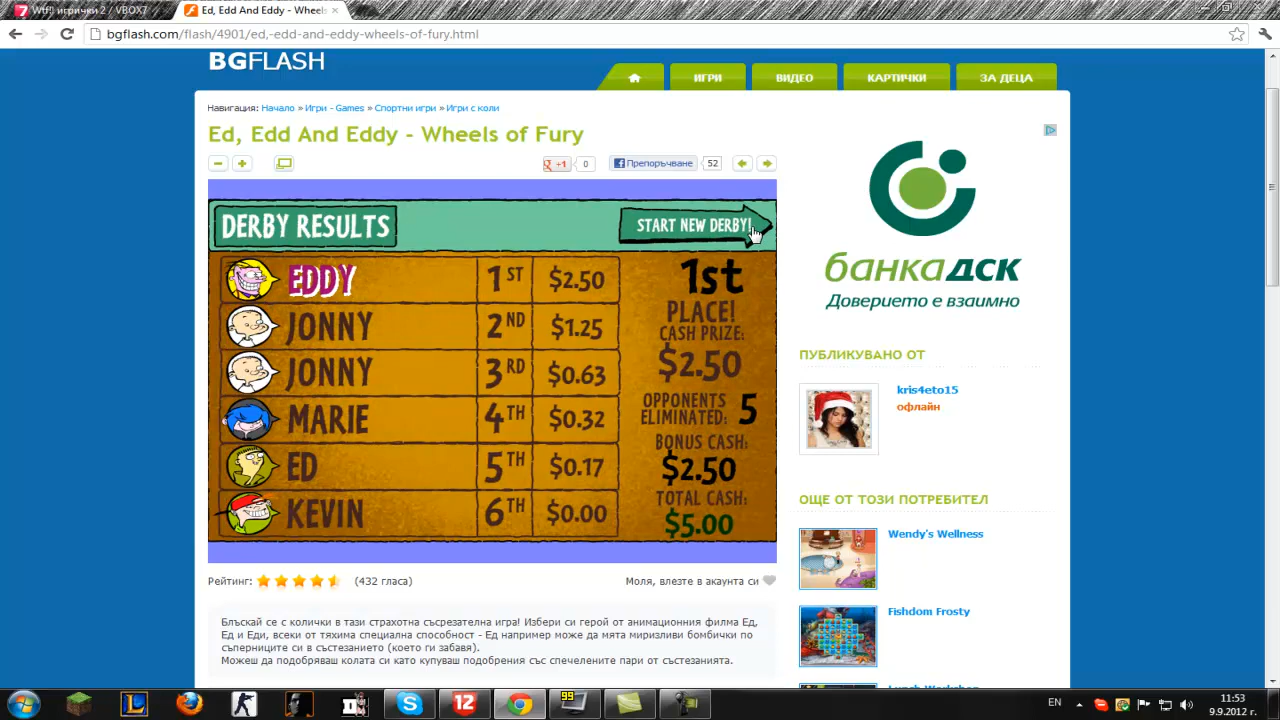 Wtf! игрички 2 / VBOX7
Ed, Edd And Eddy - Wheels
bgflash.com/flash/4901/ed,-edd-and-eddy-wheels-of-fury.html
BGFLASH
ИГРИ
ВИДЕО
КАРТИЧКИ
ЗА ДЕЦА
Навигация: Начало » Игри - Games » Спортни игри » Игри с коли
Ed, Edd And Eddy - Wheels of Fury
+1 0
Препоръчване 52
DERBY RESULTS
START NEW DERBY!
EDDY 1ST $2.50
JONNY 2ND $1.25
JONNY 3RD $0.63
MARIE 4TH $0.32
ED 5TH $0.17
KEVIN 6TH $0.00
1st
PLACE!
CASH PRIZE:
$2.50
OPPONENTS
ELIMINATED: 5
BONUS CASH:
$2.50
TOTAL CASH:
$5.00
банкаДСК
Доверието е взаимно
ПУБЛИКУВАНО ОТ
kris4eto15
офлайн
ОЩЕ ОТ ТОЗИ ПОТРЕБИТЕЛ
Wendy's Wellness
Fishdom Frosty
Рейтинг: (432 гласа)
Моля, влезте в акаунта си
Блъскай се с колички в тази страхотна съсрезателна игра! Избери си герой от анимационния филма Ед,
Ед и Еди, всеки от тяхима специална способност - Ед например може да мята миризливи бомбички по
съперниците си в състезанието (което ги забавя).
Можеш да подобряваш колата си като купуваш подобрения със спечелените пари от състезанията.
12
99
EN
11:53
9.9.2012 г.